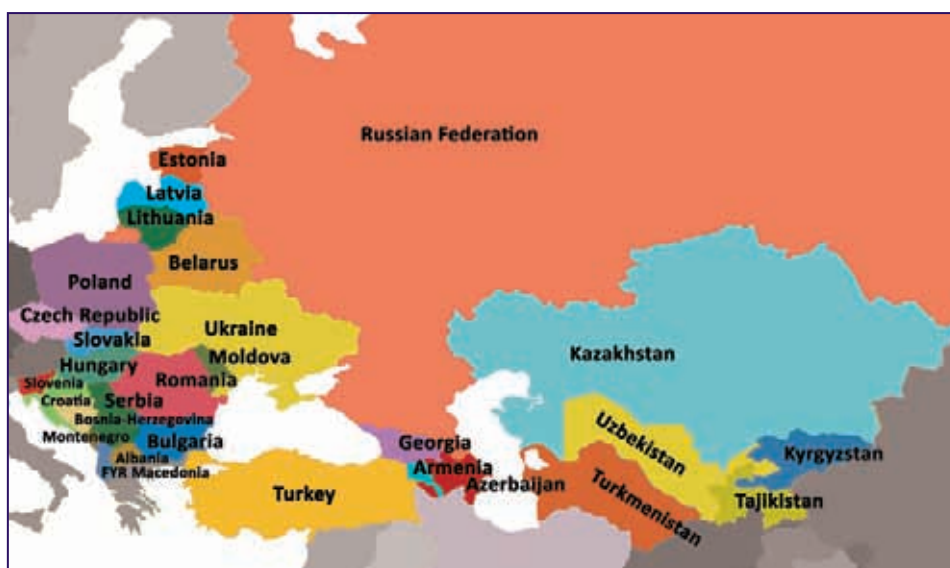 Russian Federation
Estonia
Latvia
Lithuania
Belarus
Poland
Czech Republic
Ukraine
Slovakia
Moldova
Kazakhstan
Hungary
Romania
Slovenia
Croatia
Serbia
Bosnia-Herzegovina
Montenegro
Bulgaria
Albania
FYR Macedonia
Georgia
Armenia
Azerbaijan
Turkey
Uzbekistan
Turkmenistan
Kyrgyzstan
Tajikistan